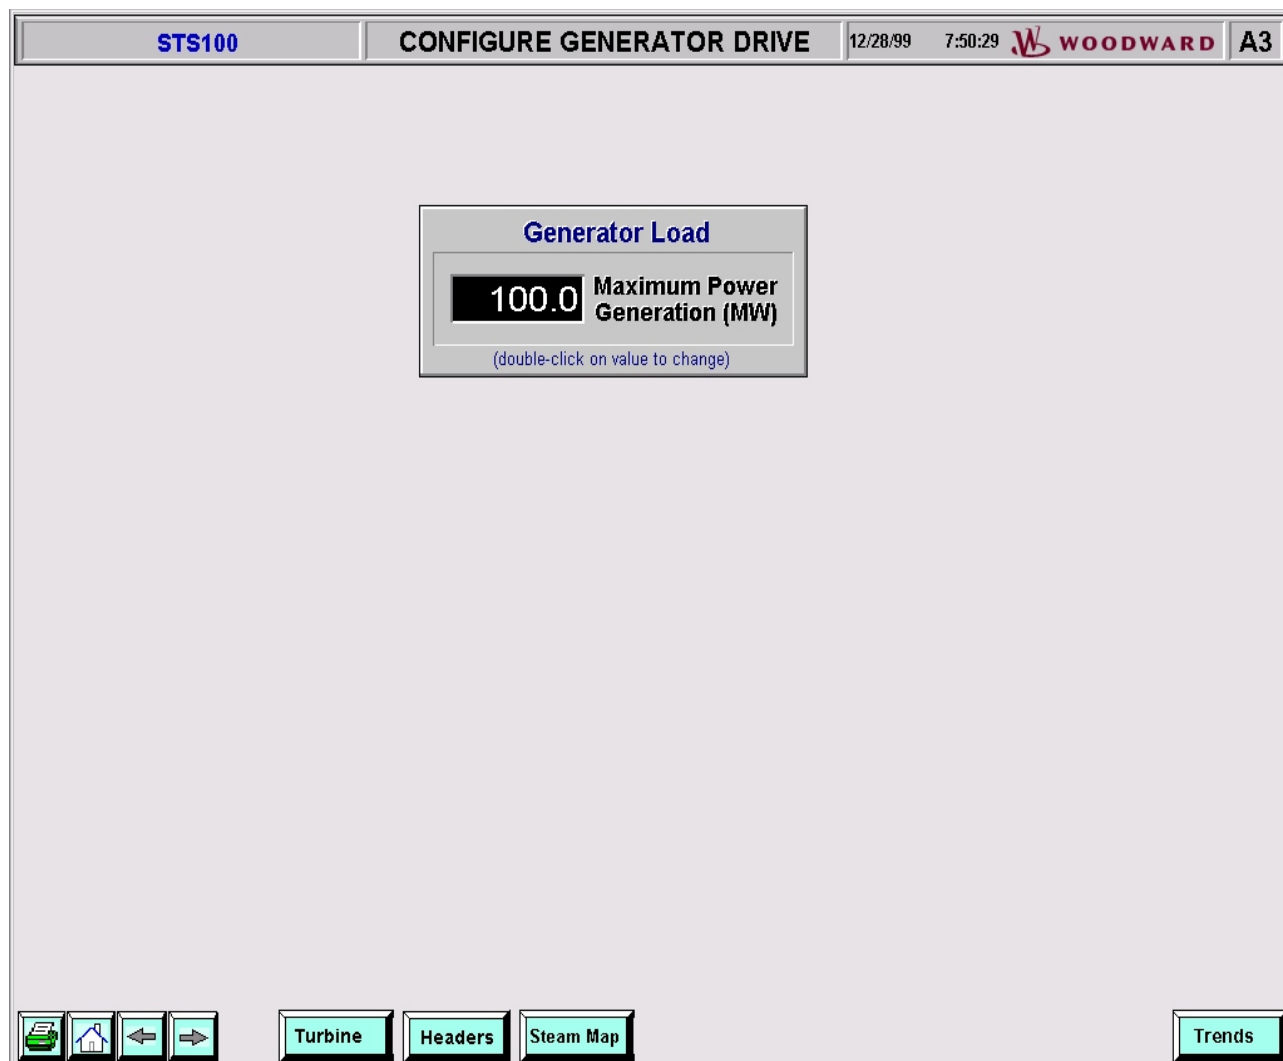 STS100
CONFIGURE GENERATOR DRIVE
12/28/99 7:50:29
W WOODWARD
A3
Generator Load
100.0
Maximum Power
Generation (MW)
(double-click on value to change)
Turbine
Headers
Steam Map
Trends